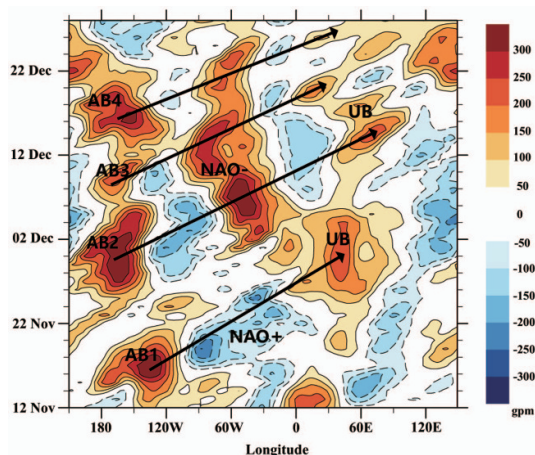 22 Dec
12 Dec
02 Dec
22 Nov
12 Nov
AB4
AB3
AB2
AB1
NAO-
NAO+
UB
UB
180
120W
60W
0
60E
120E
Longitude
300
250
200
150
100
50
0
-50
-100
-150
-200
-250
-300
gpm